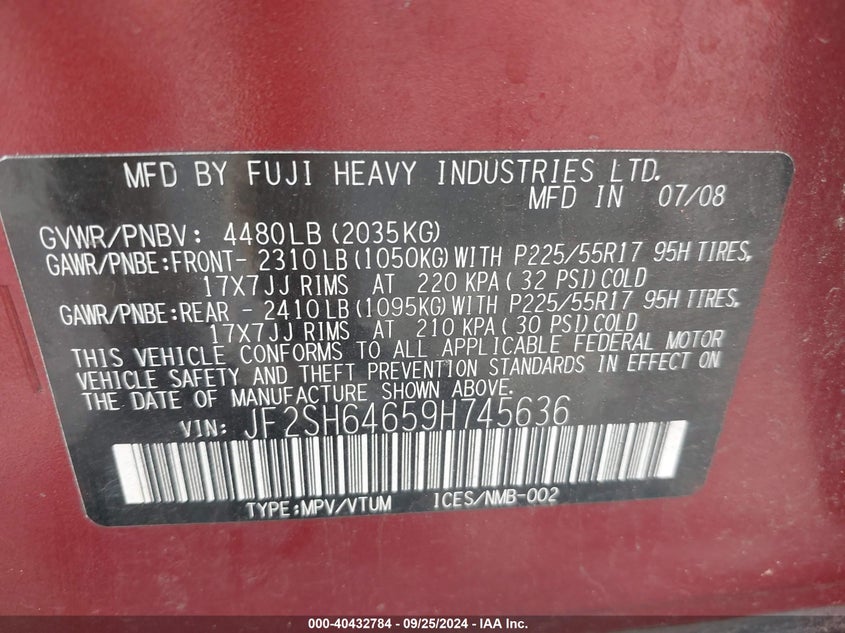 MFD BY FUJI HEAVY INDUSTRIES LTD.
MFD IN 07/08
GVWR/PNBV: 4480LB (2035KG)
GAWR/PNBE:FRONT- 2310LB (1050KG)WITH P225/55R17 95H TIRES,
17X7JJ RIMS AT 220 KPA( 32 PSI)COLD
GAWR/PNBE:REAR - 2410LB (1095KG)WITH P225/55R17 95H TIRES,
17X7JJ RIMS AT 210 KPA( 30 PSI)COLD
THIS VEHICLE CONFORMS TO ALL APPLICABLE FEDERAL MOTOR
VEHICLE SAFETY AND THEFT PREVENTION STANDARDS IN EFFECT ON
THE DATE OF MANUFACTURE SHOWN ABOVE.
VIN: JF2SH64659H745636
TYPE:MPV/VTUM ICES/NMB-002
000-40432784 - 09/25/2024 - IAA Inc.